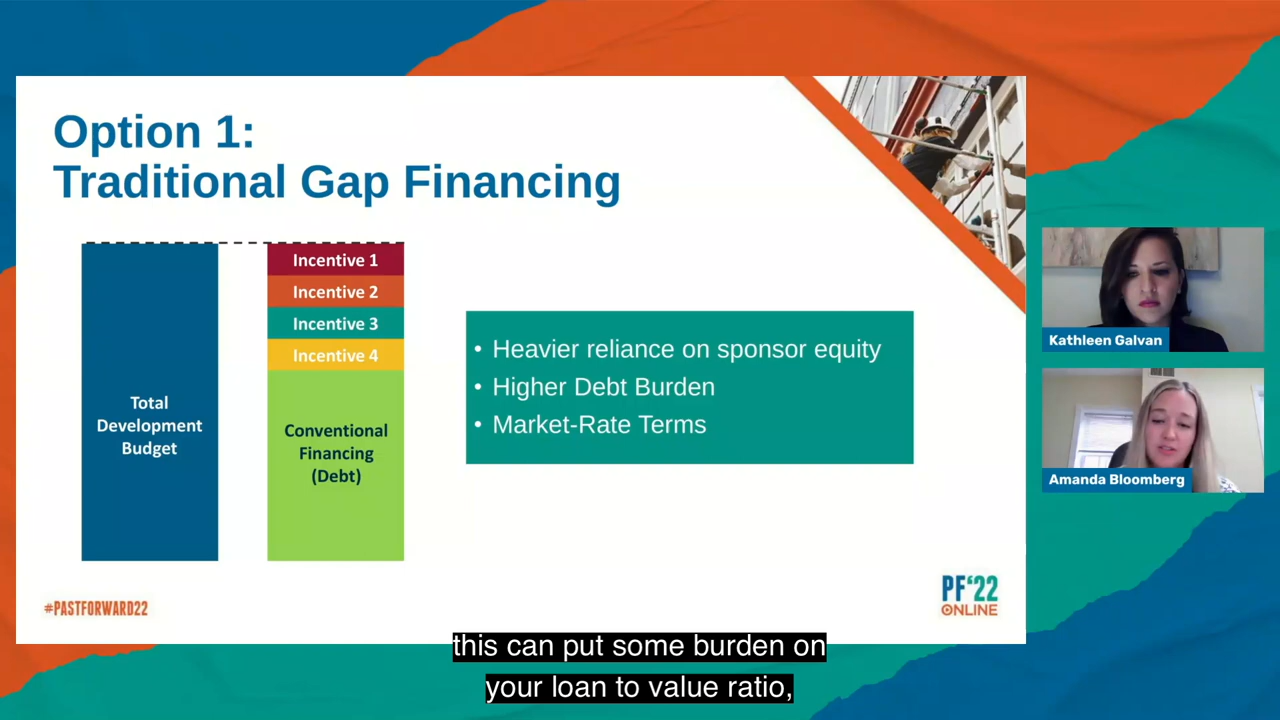 Option 1:
Traditional Gap Financing
Total
Development
Budget
Incentive 1
Incentive 2
Incentive 3
Incentive 4
Conventional
Financing
(Debt)
• Heavier reliance on sponsor equity
• Higher Debt Burden
• Market-Rate Terms
Kathleen Galvan
Amanda Bloomberg
#PASTFORWARD22
PF'22
ONLINE
this can put some burden on
your loan to value ratio,